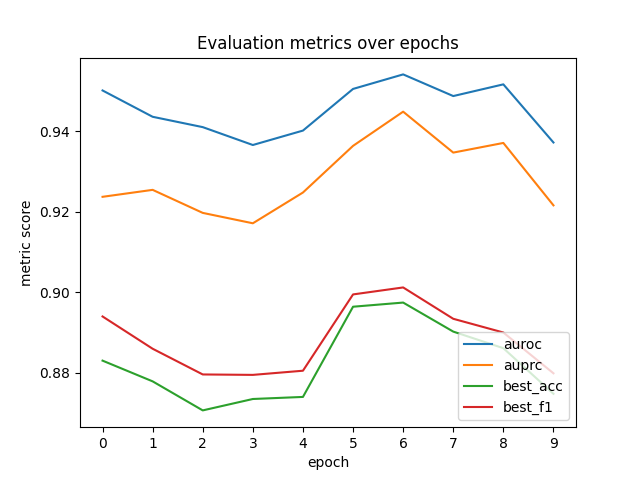 Evaluation metrics over epochs
metric score
0.94
0.92
0.90
0.88
auroc
auprc
best_acc
best_f1
0 1 2 3 4 5 6 7 8 9
epoch